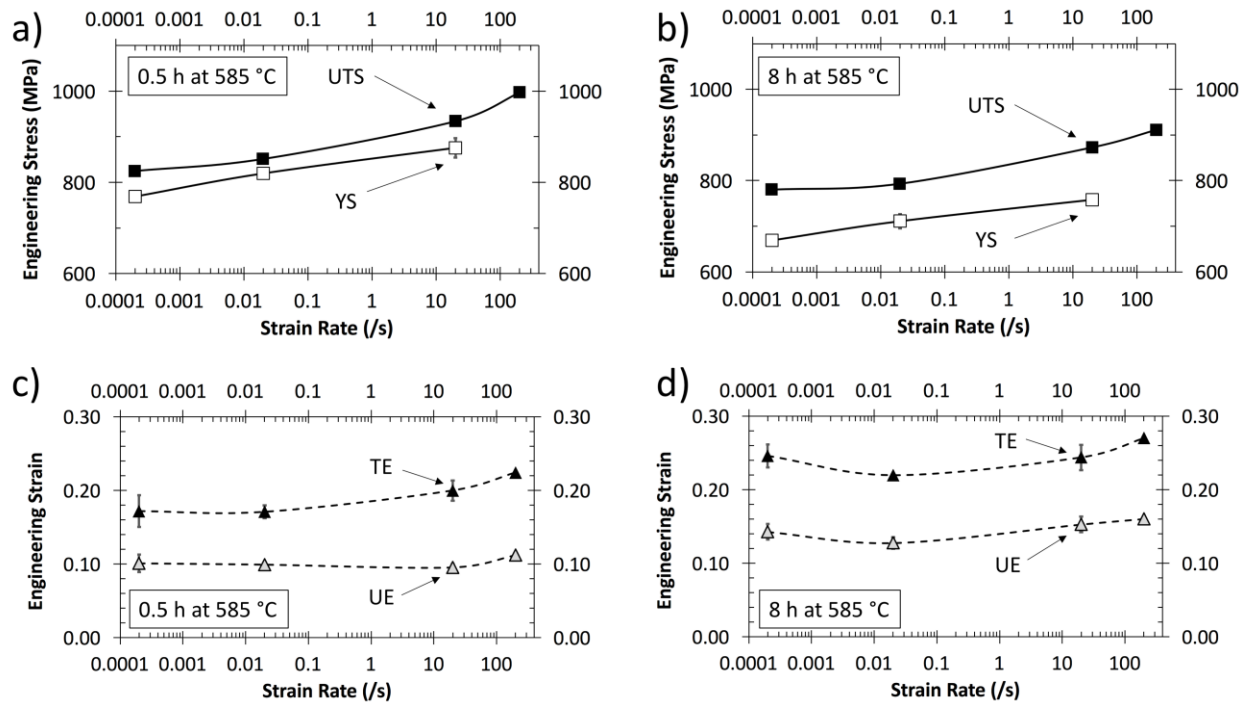 a)
0.0001 0.001 0.01 0.1 1 10 100
0.5 h at 585 °C
UTS
YS
Engineering Stress (MPa)
1000
800
600
1000
800
600
0.0001 0.001 0.01 0.1 1 10 100
Strain Rate (/s)
b)
0.0001 0.001 0.01 0.1 1 10 100
8 h at 585 °C
UTS
YS
Engineering Stress (MPa)
1000
800
600
1000
800
600
0.0001 0.001 0.01 0.1 1 10 100
Strain Rate (/s)
c)
0.0001 0.001 0.01 0.1 1 10 100
Engineering Strain
0.30
0.20
0.10
0.00
0.30
0.20
0.10
0.00
TE
UE
0.5 h at 585 °C
0.0001 0.001 0.01 0.1 1 10 100
Strain Rate (/s)
d)
0.0001 0.001 0.01 0.1 1 10 100
Engineering Strain
0.30
0.20
0.10
0.00
0.30
0.20
0.10
0.00
TE
UE
8 h at 585 °C
0.0001 0.001 0.01 0.1 1 10 100
Strain Rate (/s)